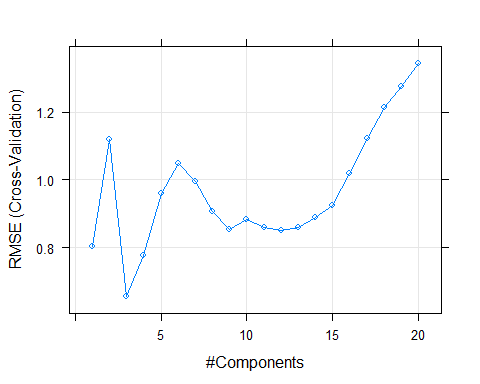 RMSE (Cross-Validation)
1.2
1.0
0.8
5 10 15 20
#Components